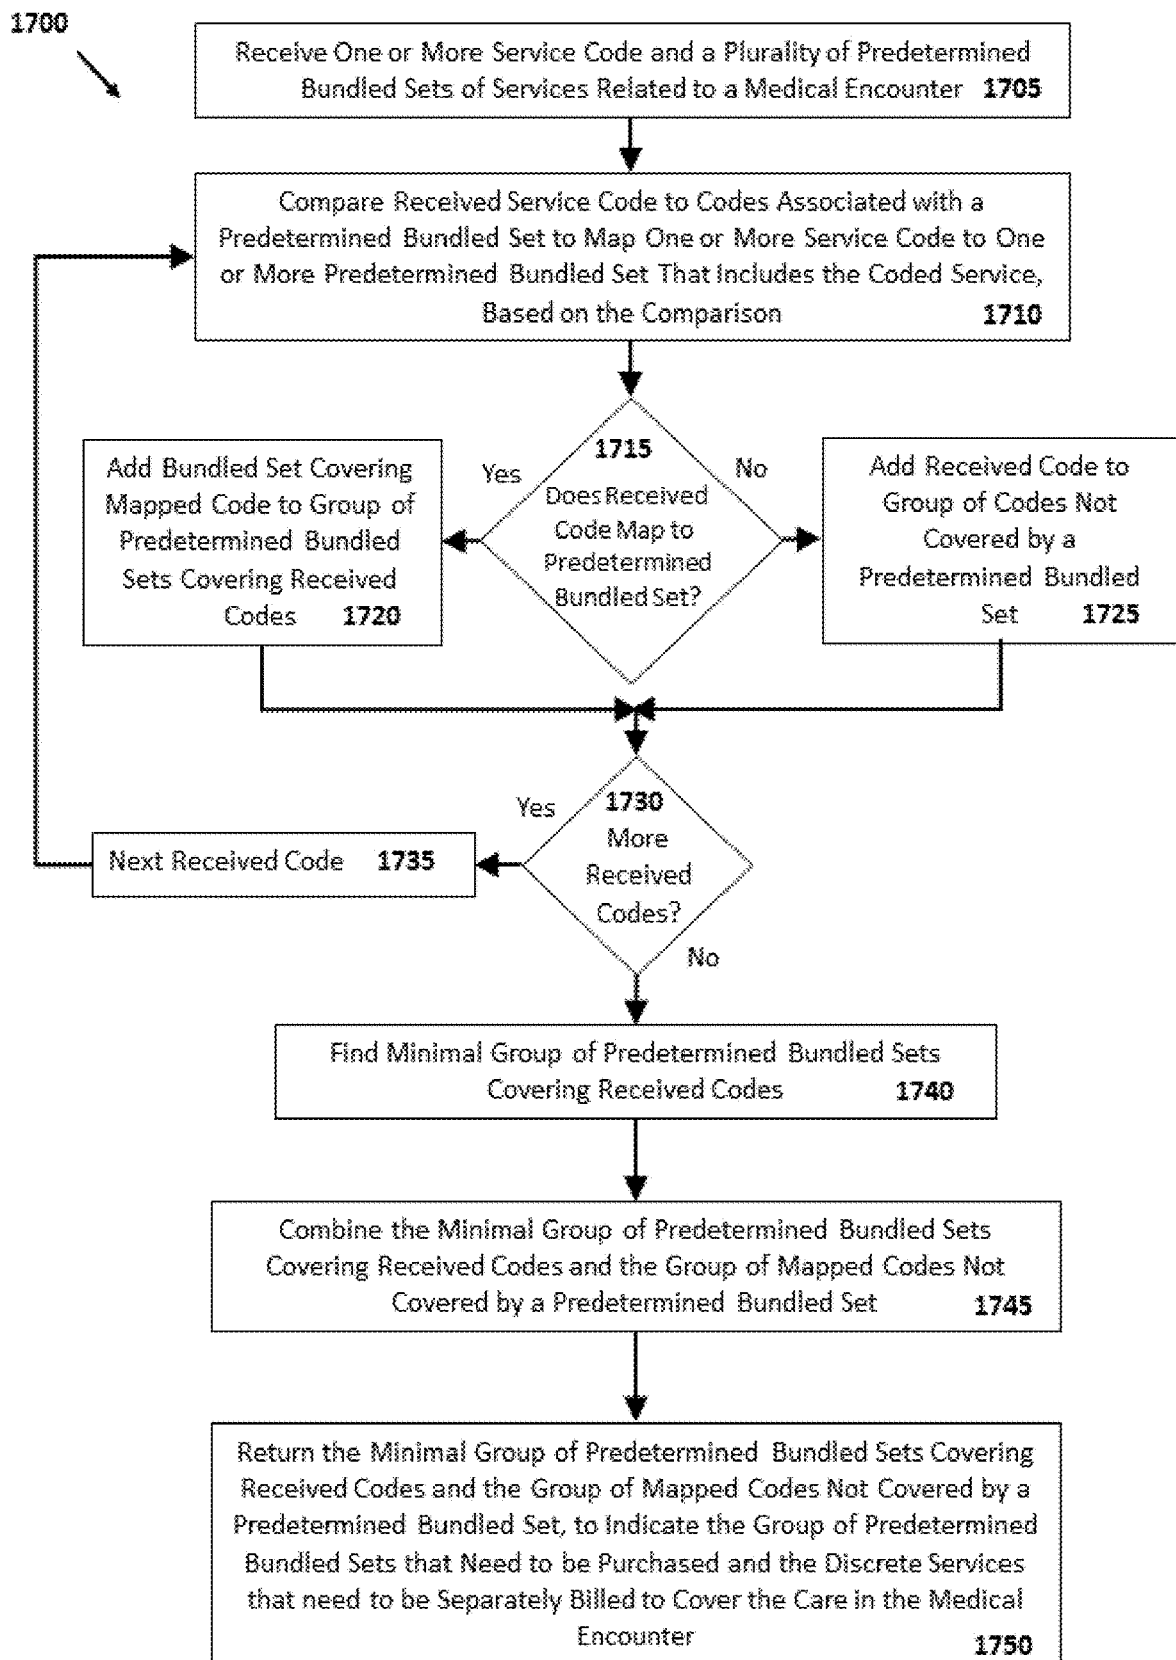 1700
Receive One or More Service Code and a Plurality of Predetermined
Bundled Sets of Services Related to a Medical Encounter 1705
Compare Received Service Code to Codes Associated with a
Predetermined Bundled Set to Map One or More Service Code to One
or More Predetermined Bundled Set That Includes the Coded Service,
Based on the Comparison 1710
1715
Yes
No
Does Received
Code Map to
Predetermined
Bundled Set?
Add Bundled Set Covering
Mapped Code to Group of
Predetermined Bundled
Sets Covering Received
Codes 1720
Add Received Code to
Group of Codes Not
Covered by a
Predetermined Bundled
Set 1725
Yes
1730
More
Received
Codes?
No
Next Received Code 1735
Find Minimal Group of Predetermined Bundled Sets
Covering Received Codes 1740
Combine the Minimal Group of Predetermined Bundled Sets
Covering Received Codes and the Group of Mapped Codes Not
Covered by a Predetermined Bundled Set 1745
Return the Minimal Group of Predetermined Bundled Sets Covering
Received Codes and the Group of Mapped Codes Not Covered by a
Predetermined Bundled Set, to Indicate the Group of Predetermined
Bundled Sets that Need to be Purchased and the Discrete Services
that need to be Separately Billed to Cover the Care in the Medical
Encounter 1750